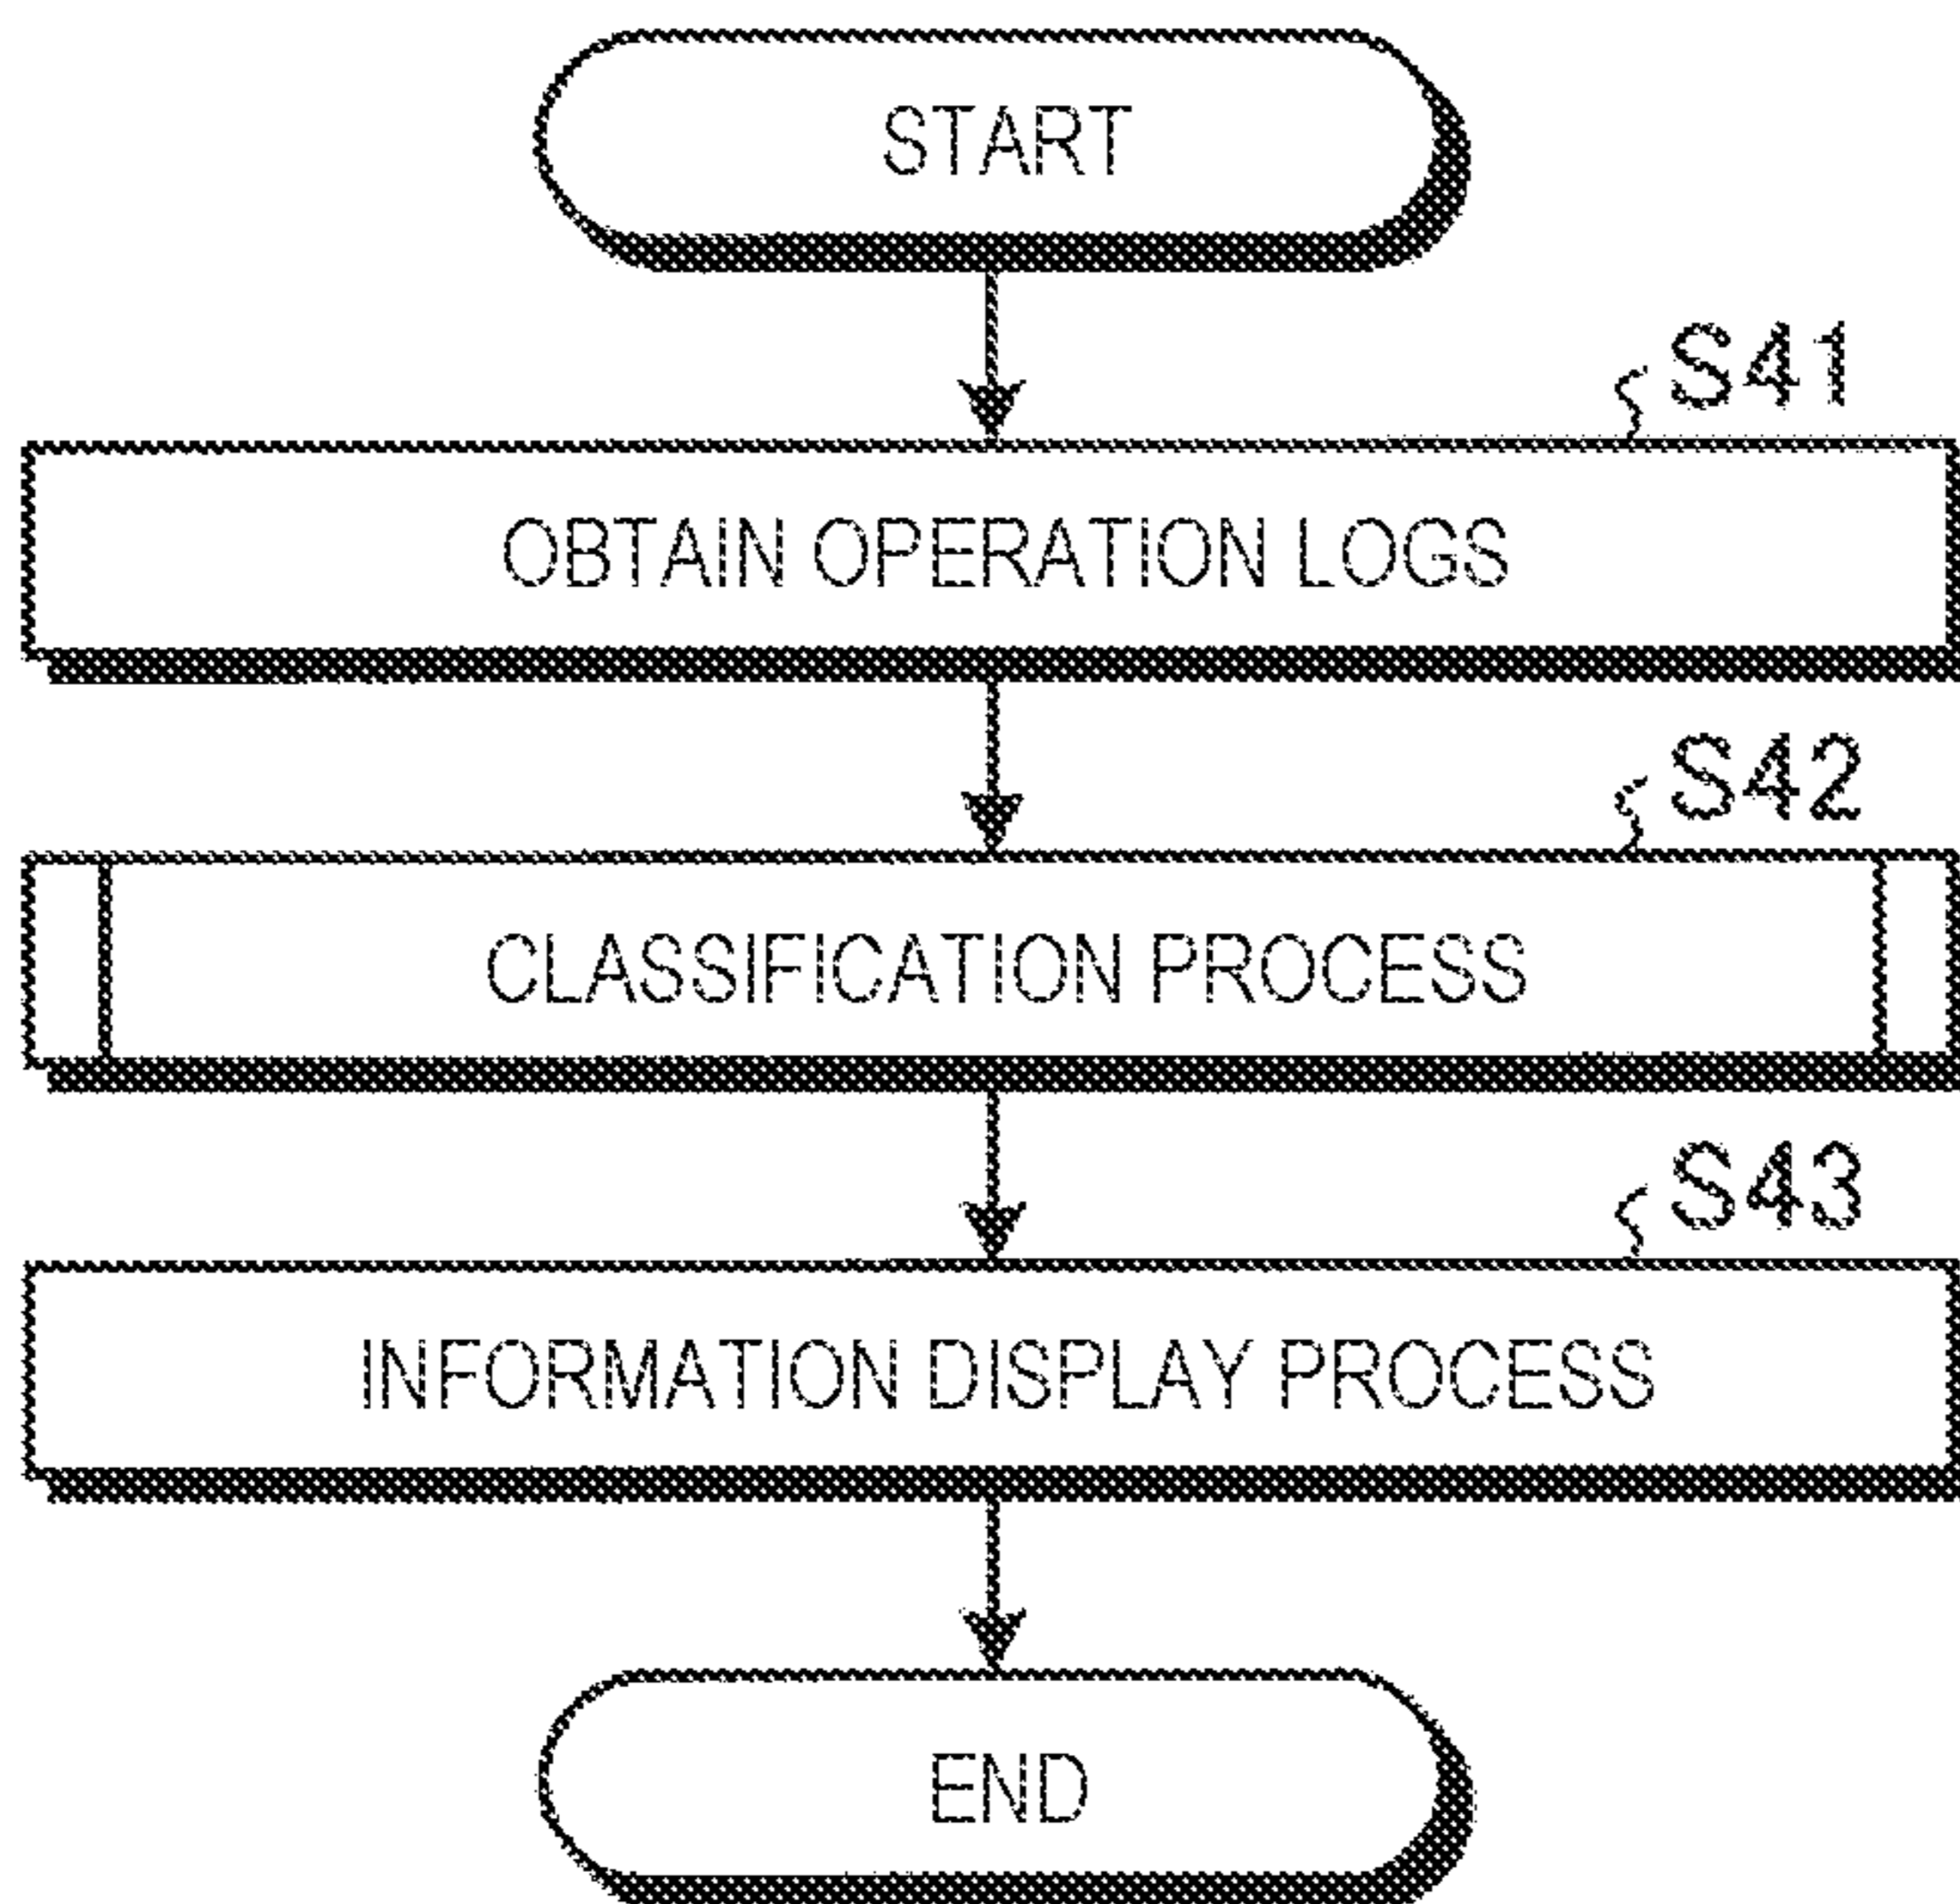 START
S41
OBTAIN OPERATION LOGS
S42
CLASSIFICATION PROCESS
S43
INFORMATION DISPLAY PROCESS
END